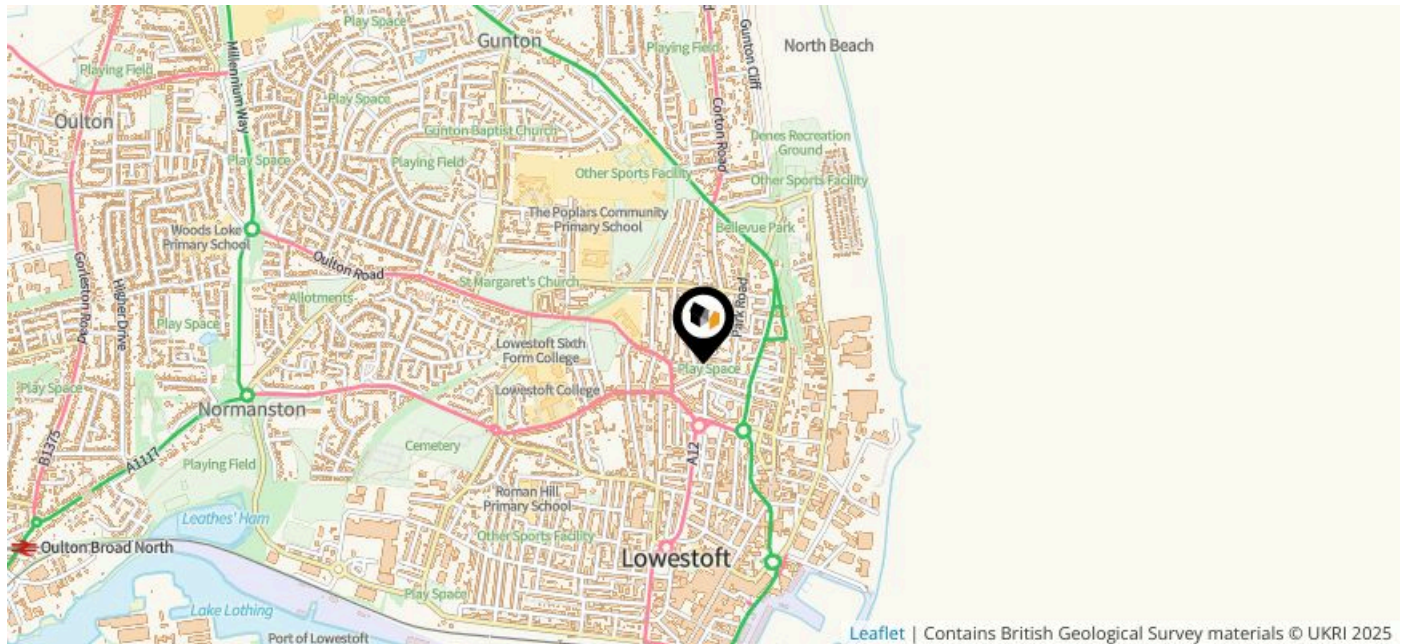 Play Space
Gunton
Playing Field
Gunton Cliff
North Beach
Playing Field
Millennium Way
Play Space
Oulton
Corton Road
Gunton Baptist Church
Denes Recreation
Ground
Play Space
Playing Field
Other Sports Facility
Other Sports Facility
The Poplars Community
Primary School
Woods Loke
Primary School
Bellevue Park
Oulton Road
Gorleston Road
Higher Drive
St Margaret's Church
Allotments
Park Road
Play Space
Lowestoft Sixth
Form College
Play Space
Play Space
Lowestoft College
Normanston
B1375
A1117
Cemetery
A12
Playing Field
Roman Hill
Primary School
Leathes' Ham
Other Sports Facility
Oulton Broad North
Lowestoft
Play Space
Lake Lothing
Port of Lowestoft
Leaflet | Contains British Geological Survey materials © UKRI 2025